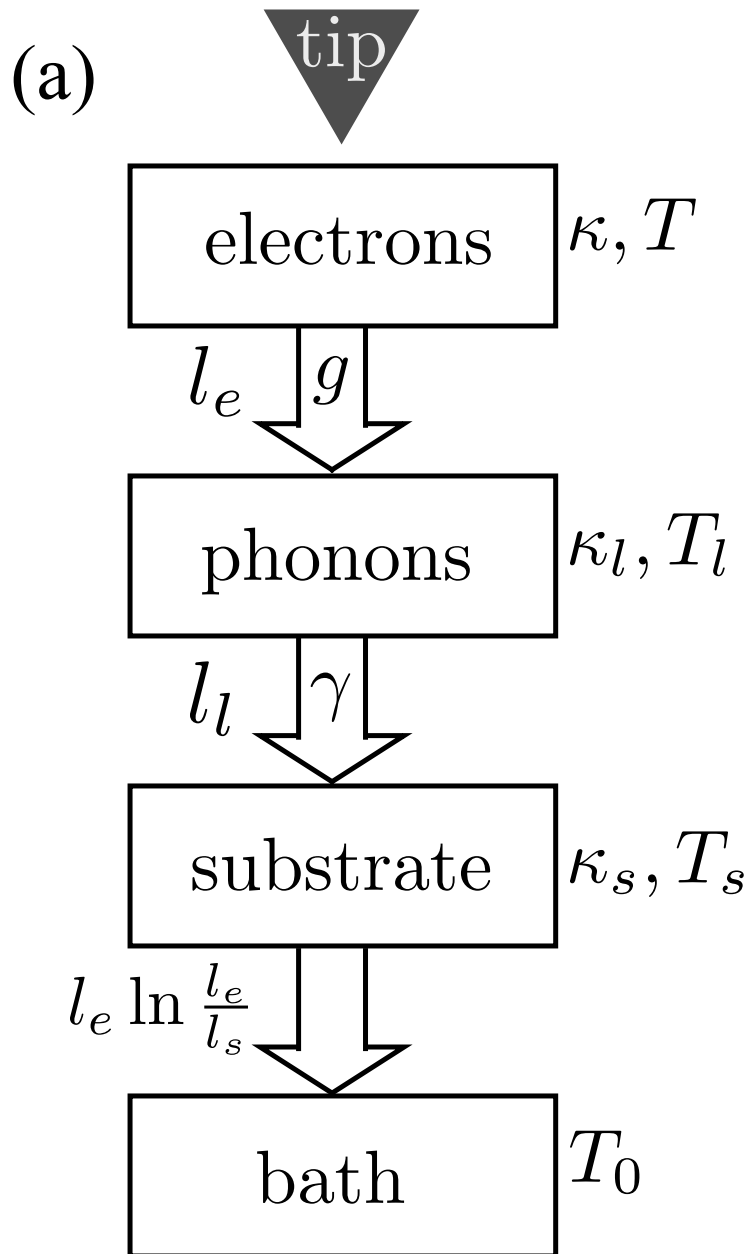 tip
(a)
electrons
κ, T
l_e
g
phonons
κ_l, T_l
l_l
γ
substrate
κ_s, T_s
l_e ln l_e/l_s
bath
T_0